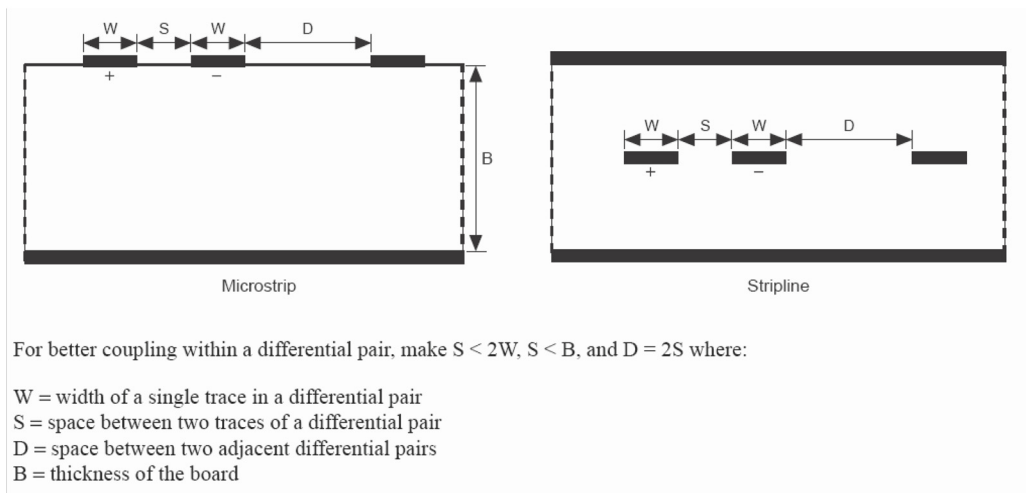 W S W D
+ −
B
Microstrip
W S W D
+ −
Stripline
For better coupling within a differential pair, make S < 2W, S < B, and D = 2S where:
W = width of a single trace in a differential pair
S = space between two traces of a differential pair
D = space between two adjacent differential pairs
B = thickness of the board